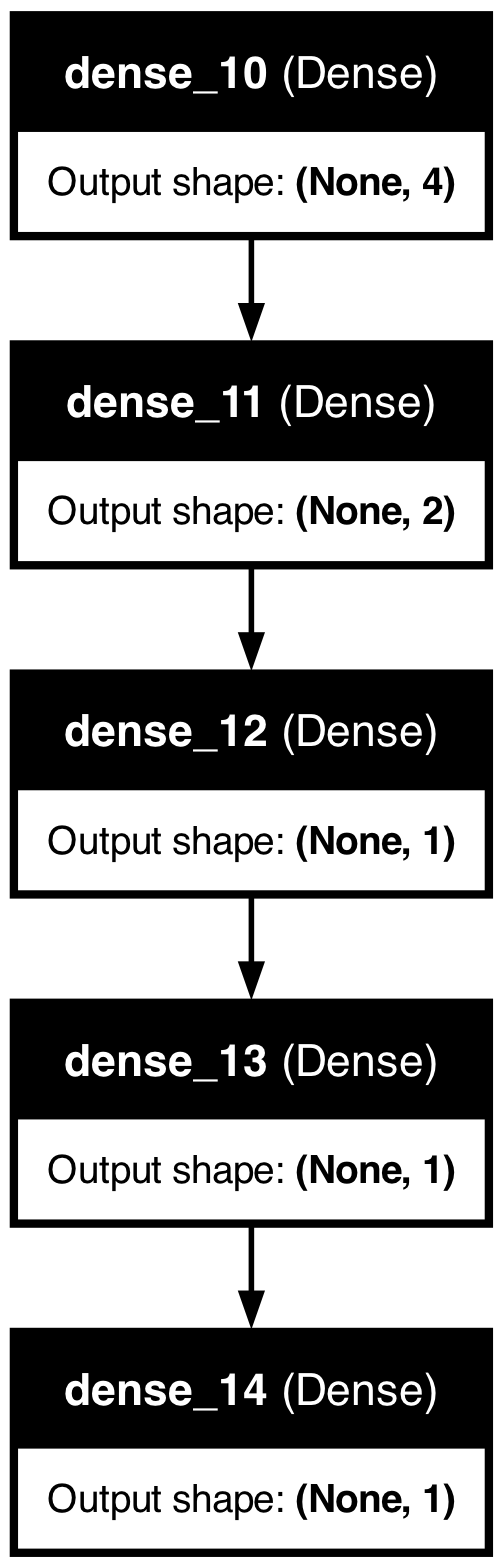 dense_10 (Dense)
Output shape: (None, 4)
dense_11 (Dense)
Output shape: (None, 2)
dense_12 (Dense)
Output shape: (None, 1)
dense_13 (Dense)
Output shape: (None, 1)
dense_14 (Dense)
Output shape: (None, 1)